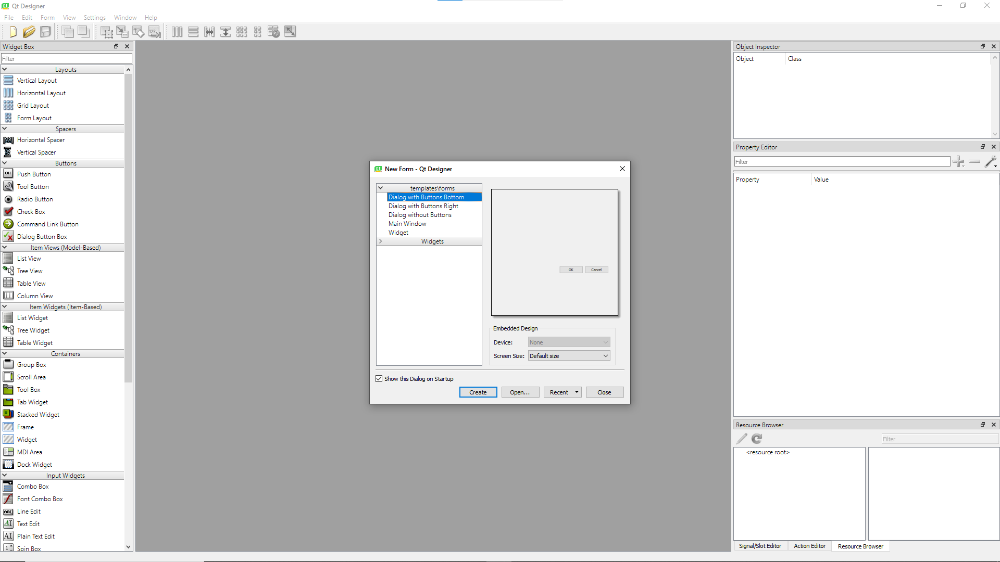 Qt Designer
File Edit Form View Settings Window Help
Widget Box
Filter
Layouts
Vertical Layout
Horizontal Layout
Grid Layout
Form Layout
Spacers
Horizontal Spacer
Vertical Spacer
Buttons
Push Button
Tool Button
Radio Button
Check Box
Command Link Button
Dialog Button Box
Item Views (Model-Based)
List View
Tree View
Table View
Column View
Item Widgets (Item-Based)
List Widget
Tree Widget
Table Widget
Containers
Group Box
Scroll Area
Tool Box
Tab Widget
Stacked Widget
Frame
Widget
MDI Area
Dock Widget
Input Widgets
Combo Box
Font Combo Box
Line Edit
Text Edit
Plain Text Edit
Spin Box
New Form - Qt Designer
templates\forms
Dialog with Buttons Bottom
Dialog with Buttons Right
Dialog without Buttons
Main Window
Widget
Widgets
OK Cancel
Embedded Design
Device: None
Screen Size: Default size
Show this Dialog on Startup
Create Open... Recent Close
Object Inspector
Object Class
Property Editor
Filter
Property Value
Resource Browser
Filter
<resource root>
Signal/Slot Editor Action Editor Resource Browser